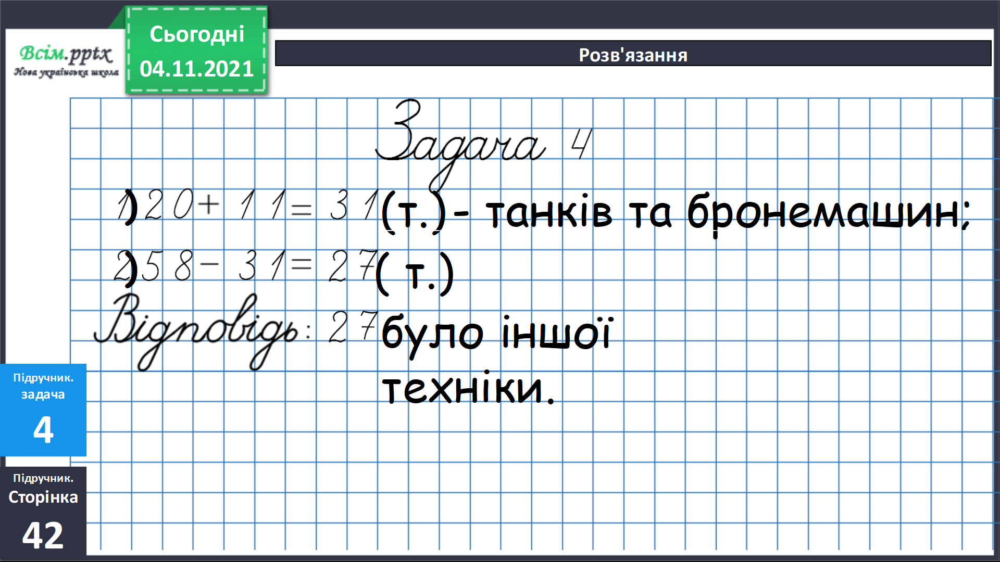 Всім.pptx
Нова українська школа
Сьогодні
04.11.2021
Розв'язання
Задача 4
1) 20 + 11 = 31 (т.) - танків та бронемашин;
2) 58 - 31 = 27 ( т.)
Відповідь: 27 було іншої
техніки.
Підручник.
задача
4
Підручник.
Сторінка
42